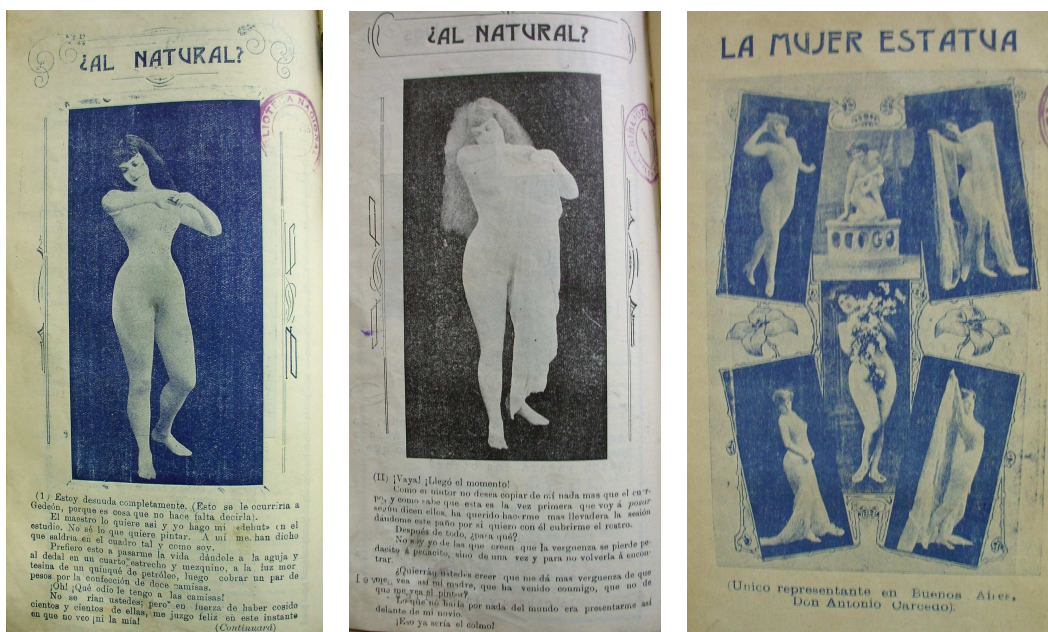 ¿AL NATURAL?
(I) Estoy desnuda completamente. (Esto se le ocurriría a
Gedeón, porque es cosa que no hace falta decirla).
El maestro lo quiere así y yo hago mi «debut» en el
estudio. No sé lo que quiere pintar. A mí me han dicho
que saldría en el cuadro tal y como soy.
Prefiero esto a pasarme la vida dándole a la aguja y
al dedal en un cuarto estrecho y mezquino, a la luz mor
tesina de un quinqué de petróleo, luego cobrar un par de
pesos por la confección de doce camisas.
¡Oh! ¡Qué odio le tengo a las camisas!
No se rían ustedes; pero en fuerza de haber cosido
cientos y cientos de ellas, me juzgo feliz en este instante
en que no veo ¡ni la mía!
(Continuará)
¿AL NATURAL?
(II) ¡Vaya! ¡Llegó el momento!
Como el pintor no desea copiar de mí nada mas que el cuer-
po, y como sabe que esta es la vez primera que voy á posar
según dicen ellos, ha querido hacerme mas llevadera la sesión
dándome este paño por si quiero con él cubrirme el rostro.
Después de todo, ¿para qué?
No soy yo de las que creen que la verguenza se pierde pe-
dacito á pedacito, sino de una vez y para no volverla á encon-
trar.
¿Quierrán ustedes creer que me dá mas verguenza de que
me vea así mi madre, que ha venido conmigo, que no de
que me vea el pintor?
Lo que no haría por nada del mundo era presentarme así
delante de mi novio.
¡Eso ya sería el colmo!
LA MUJER ESTATUA
(Unico representante en Buenos Aires,
Don Antonio Carcedo).